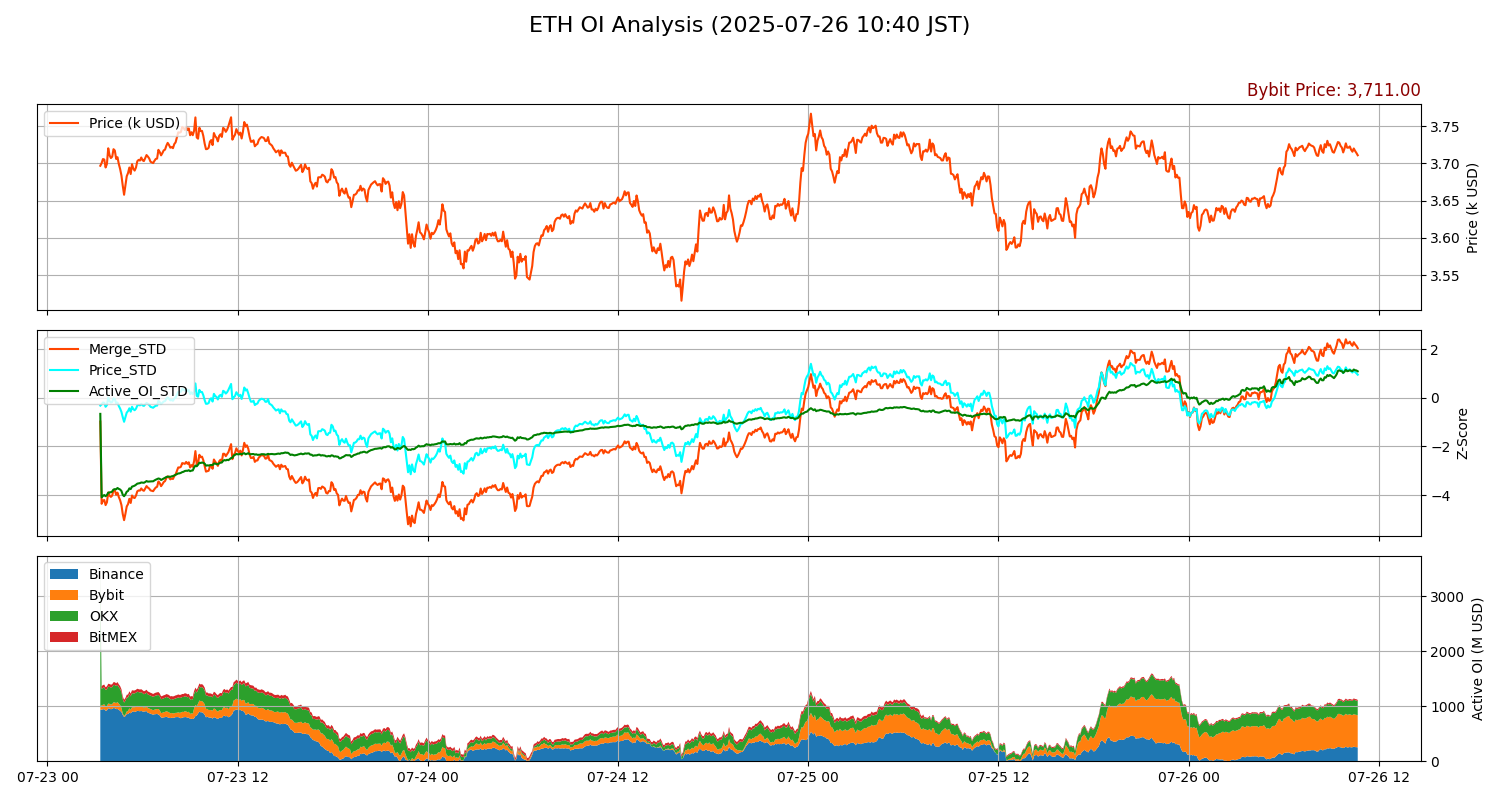 ETH OI Analysis (2025-07-26 10:40 JST)
Bybit Price: 3,711.00
Price (k USD)
3.75
3.70
3.65
3.60
3.55
Price (k USD)
Merge_STD
Price_STD
Active_OI_STD
2
0
−2
−4
Z-Score
Binance
Bybit
OKX
BitMEX
3000
2000
1000
0
Active OI (M USD)
07-23 00
07-23 12
07-24 00
07-24 12
07-25 00
07-25 12
07-26 00
07-26 12